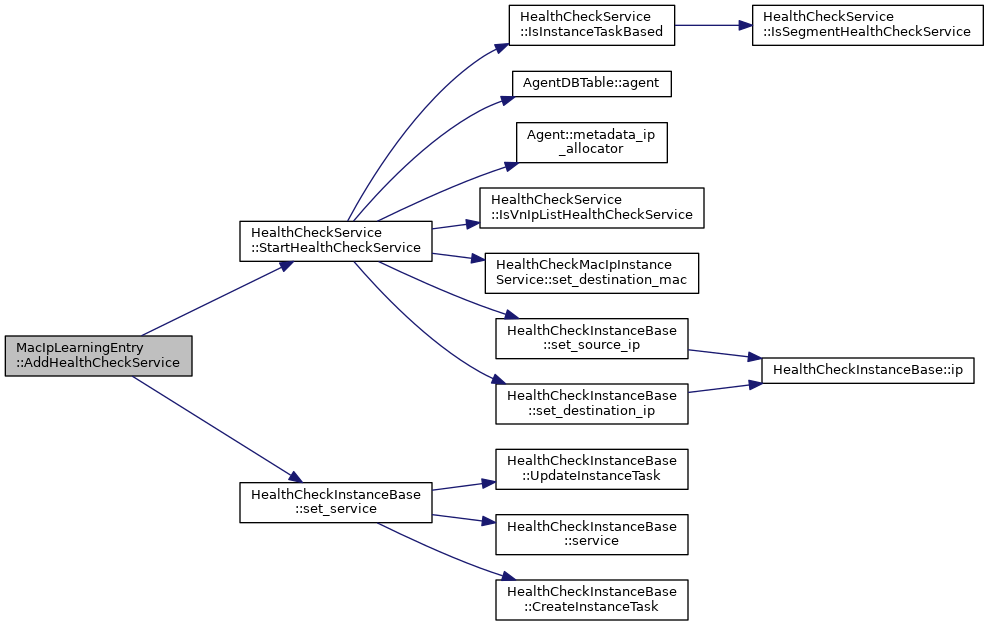 HealthCheckService
::IsInstanceTaskBased
HealthCheckService
::IsSegmentHealthCheckService
AgentDBTable::agent
Agent::metadata_ip
_allocator
HealthCheckService
::IsVnIpListHealthCheckService
HealthCheckService
::StartHealthCheckService
HealthCheckMacIpInstance
Service::set_destination_mac
HealthCheckInstanceBase
::set_source_ip
MacIpLearningEntry
::AddHealthCheckService
HealthCheckInstanceBase::ip
HealthCheckInstanceBase
::set_destination_ip
HealthCheckInstanceBase
::UpdateInstanceTask
HealthCheckInstanceBase
::set_service
HealthCheckInstanceBase
::service
HealthCheckInstanceBase
::CreateInstanceTask